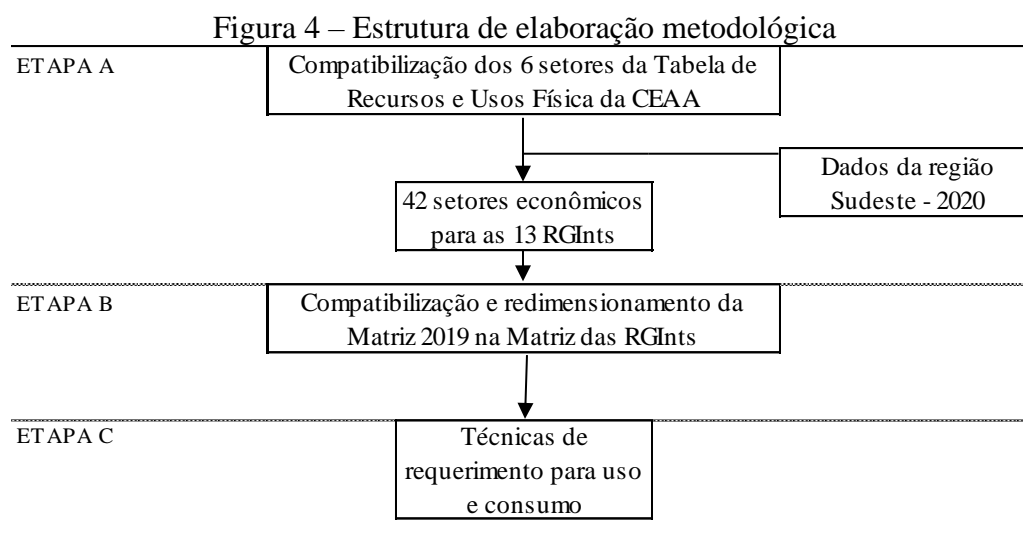 Figura 4 – Estrutura de elaboração metodológica
ETAPA A
Compatibilização dos 6 setores da Tabela de
Recursos e Usos Física da CEAA
Dados da região
Sudeste - 2020
42 setores econômicos
para as 13 RGInts
ETAPA B
Compatibilização e redimensionamento da
Matriz 2019 na Matriz das RGInts
ETAPA C
Técnicas de
requerimento para uso
e consumo